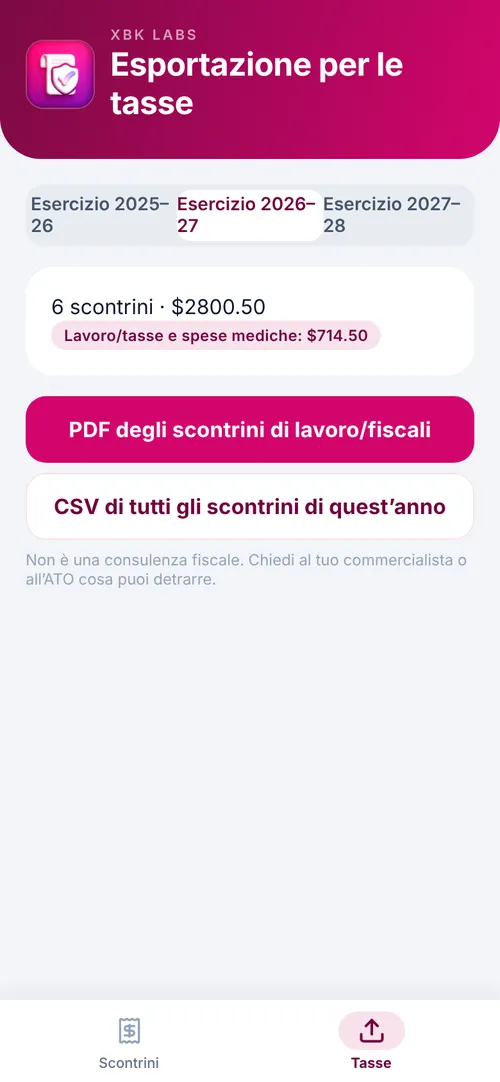 XBK LABS
Esportazione per le
tasse
Esercizio 2025–
26
Esercizio 2026–
27
Esercizio 2027–
28
6 scontrini · $2800.50
Lavoro/tasse e spese mediche: $714.50
PDF degli scontrini di lavoro/fiscali
CSV di tutti gli scontrini di quest’anno
Non è una consulenza fiscale. Chiedi al tuo commercialista o
all’ATO cosa puoi detrarre.
Scontrini
Tasse